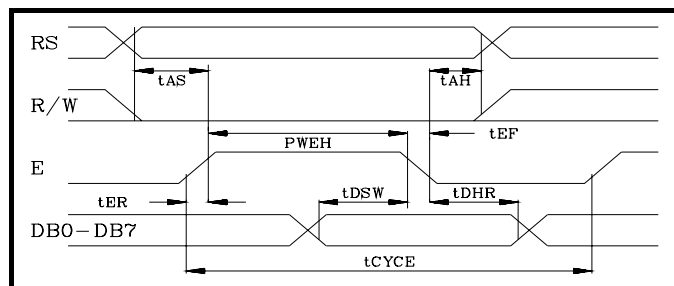 RS
tAS
tAH
R/W
tEF
PWEH
E
tER
tDSW
tDHR
DB0-DB7
tCYCE